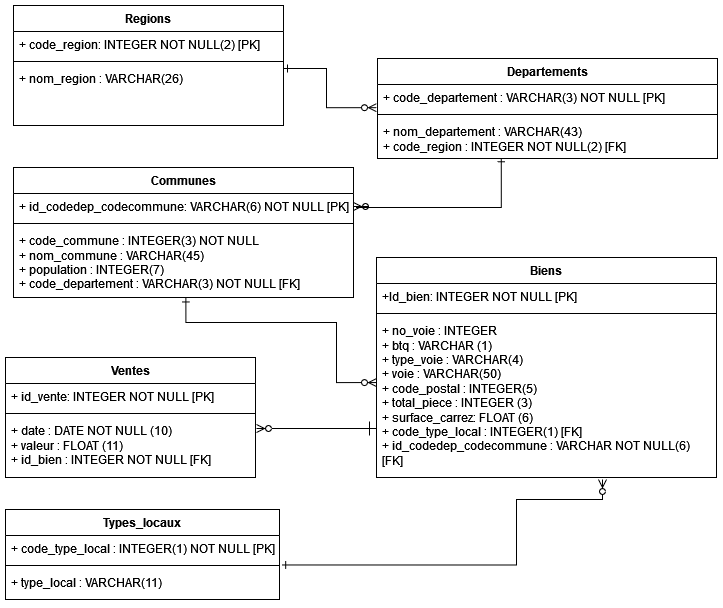 Regions
+ code_region: INTEGER NOT NULL(2) [PK]
+ nom_region : VARCHAR(26)
Departements
+ code_departement : VARCHAR(3) NOT NULL [PK]
+ nom_departement : VARCHAR(43)
+ code_region : INTEGER NOT NULL(2) [FK]
Communes
+ id_codedep_codecommune: VARCHAR(6) NOT NULL [PK]
+ code_commune : INTEGER(3) NOT NULL
+ nom_commune : VARCHAR(45)
+ population : INTEGER(7)
+ code_departement : VARCHAR(3) NOT NULL [FK]
Biens
+Id_bien: INTEGER NOT NULL [PK]
+ no_voie : INTEGER
+ btq : VARCHAR (1)
+ type_voie : VARCHAR(4)
+ voie : VARCHAR(50)
+ code_postal : INTEGER(5)
+ total_piece : INTEGER (3)
+ surface_carrez: FLOAT (6)
+ code_type_local : INTEGER(1) [FK]
+ id_codedep_codecommune : VARCHAR NOT NULL(6)
[FK]
Ventes
+ id_vente: INTEGER NOT NULL [PK]
+ date : DATE NOT NULL (10)
+ valeur : FLOAT (11)
+ id_bien : INTEGER NOT NULL [FK]
Types_locaux
+ code_type_local : INTEGER(1) NOT NULL [PK]
+ type_local : VARCHAR(11)